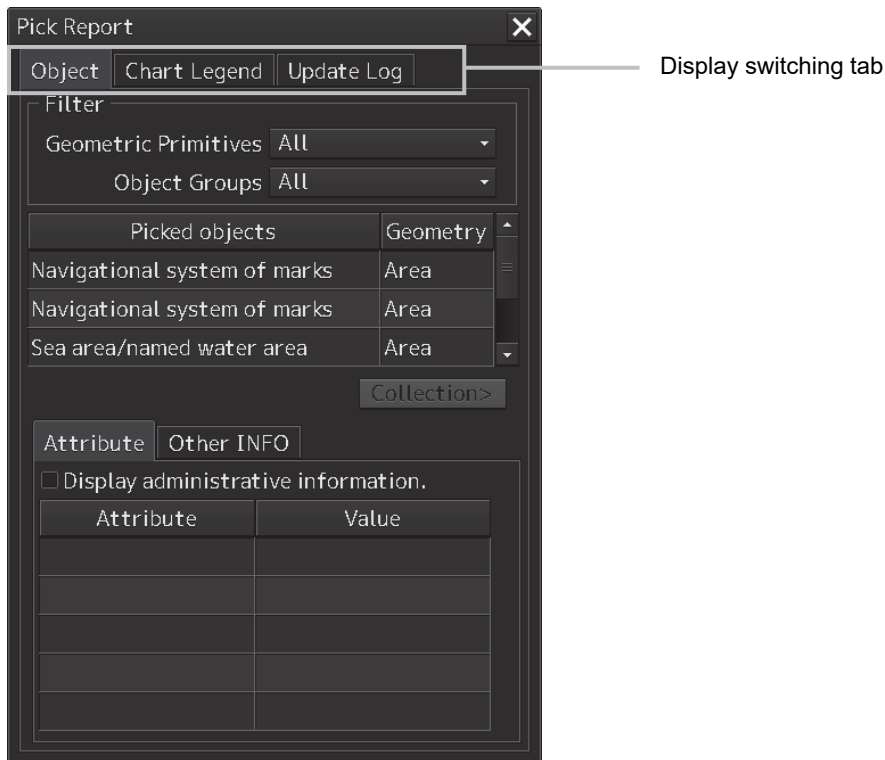 Pick Report
Object Chart Legend Update Log
Display switching tab
Filter
Geometric Primitives All
Object Groups All
Picked objects Geometry
Navigational system of marks Area
Navigational system of marks Area
Sea area/named water area Area
Collection>
Attribute Other INFO
Display administrative information.
Attribute Value